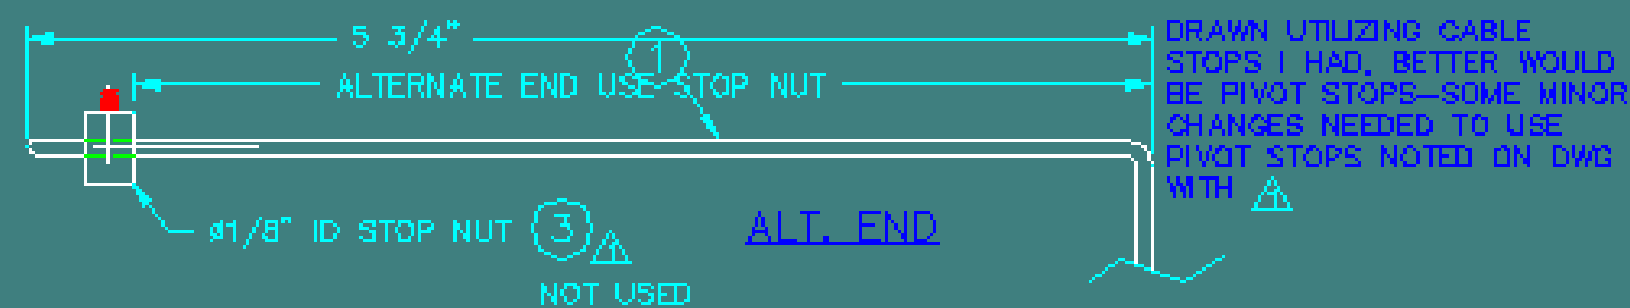 5 3/4"
1
ALTERNATE END USE STOP NUT
DRAWN UTILIZING CABLE
STOPS I HAD. BETTER WOULD
BE PIVOT STOPS—SOME MINOR
CHANGES NEEDED TO USE
PIVOT STOPS NOTED ON DWG
WITH 1
Ø1/8" ID STOP NUT 3 1
NOT USED
ALT. END